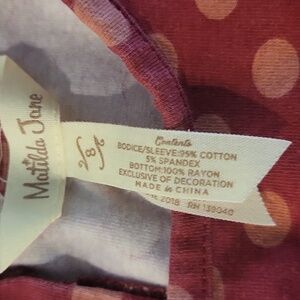 Matilda Jane
8
Contents
BODICE/SLEEVE:95% COTTON
5% SPANDEX
BOTTOM:100% RAYON
EXCLUSIVE OF DECORATION
MADE IN CHINA
2018 RN 139040